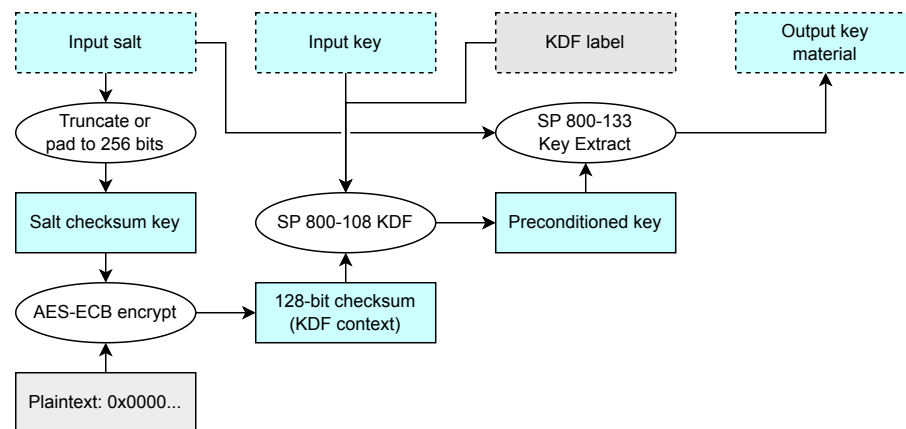 Input salt
Input key
KDF label
Output key
material
Truncate or
pad to 256 bits
SP 800-133
Key Extract
Salt checksum key
SP 800-108 KDF
Preconditioned key
AES-ECB encrypt
128-bit checksum
(KDF context)
Plaintext: 0x0000...